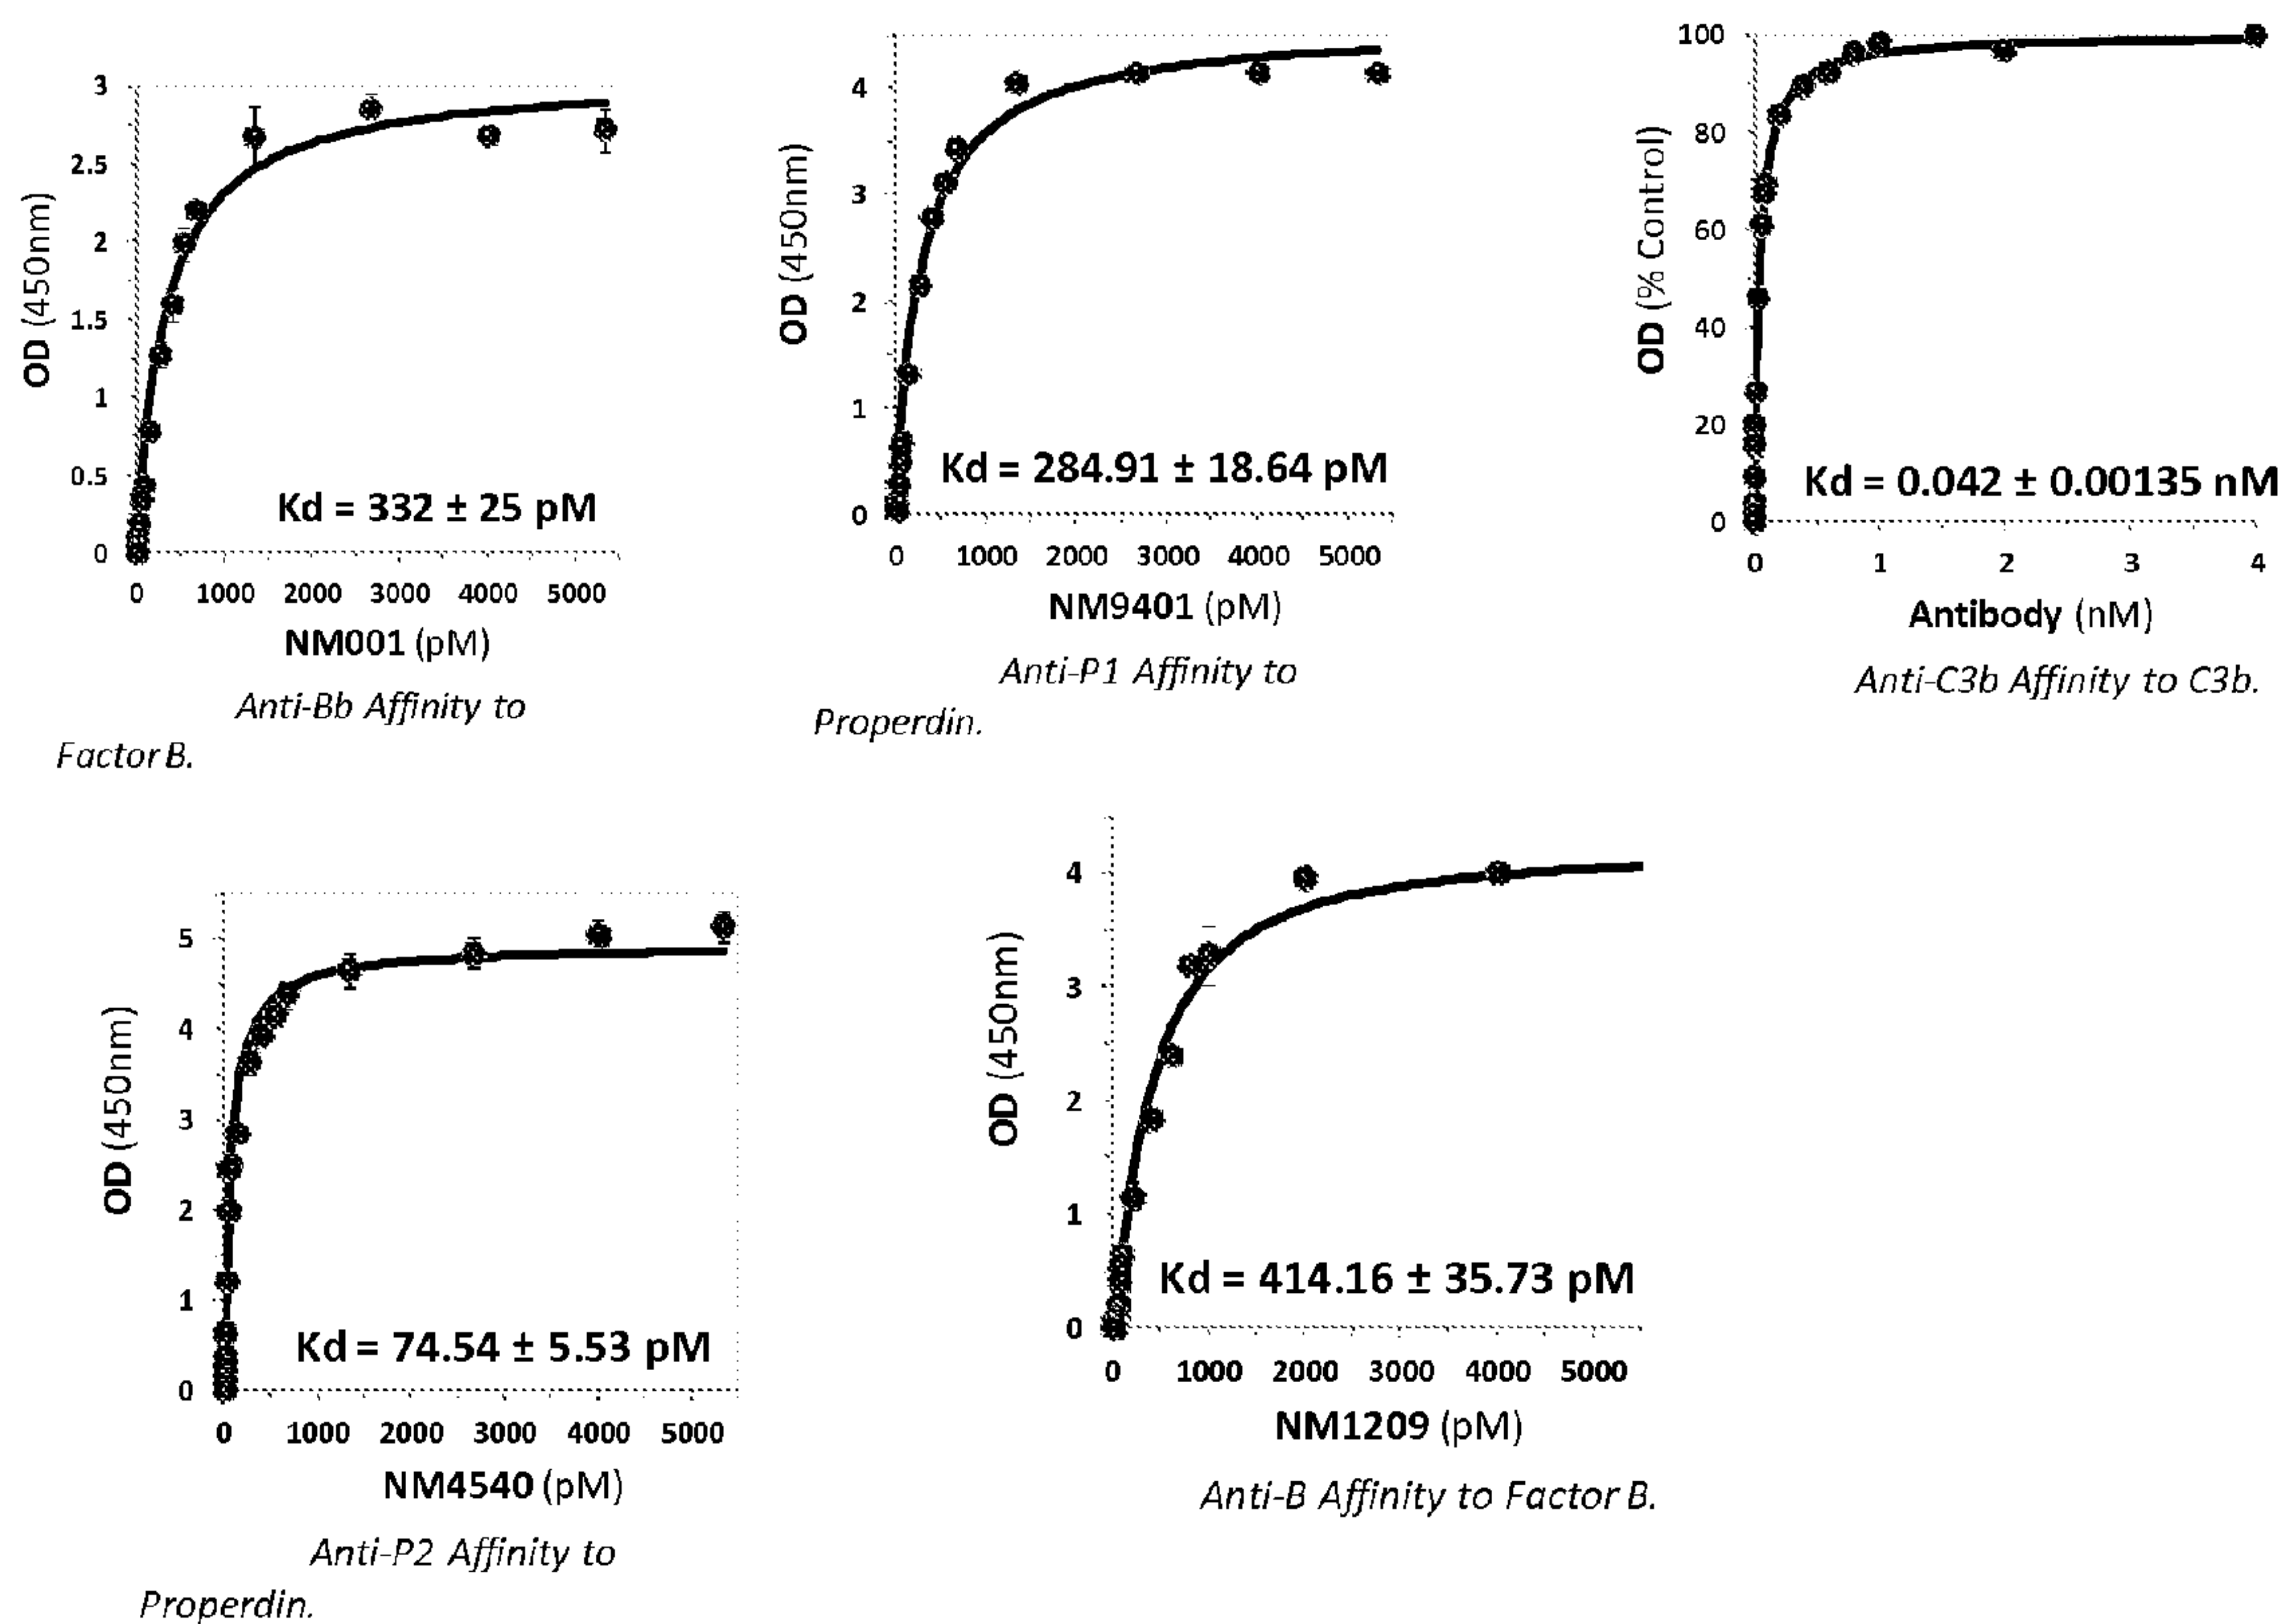 3
2.5
2
1.5
1
0.5
0
OD (450nm)
Kd = 332 ± 25 pM
0 1000 2000 3000 4000 5000
NM001 (pM)
Anti-Bb Affinity to
Factor B.
4
3
2
1
0
OD (450nm)
Kd = 284.91 ± 18.64 pM
0 1000 2000 3000 4000 5000
NM9401 (pM)
Anti-P1 Affinity to
Properdin.
100
80
60
40
20
0
OD (% Control)
Kd = 0.042 ± 0.00135 nM
0 1 2 3 4
Antibody (nM)
Anti-C3b Affinity to C3b.
5
4
3
2
1
0
OD (450nm)
Kd = 74.54 ± 5.53 pM
0 1000 2000 3000 4000 5000
NM4540 (pM)
Anti-P2 Affinity to
Properdin.
4
3
2
1
0
OD (450nm)
Kd = 414.16 ± 35.73 pM
0 1000 2000 3000 4000 5000
NM1209 (pM)
Anti-B Affinity to Factor B.